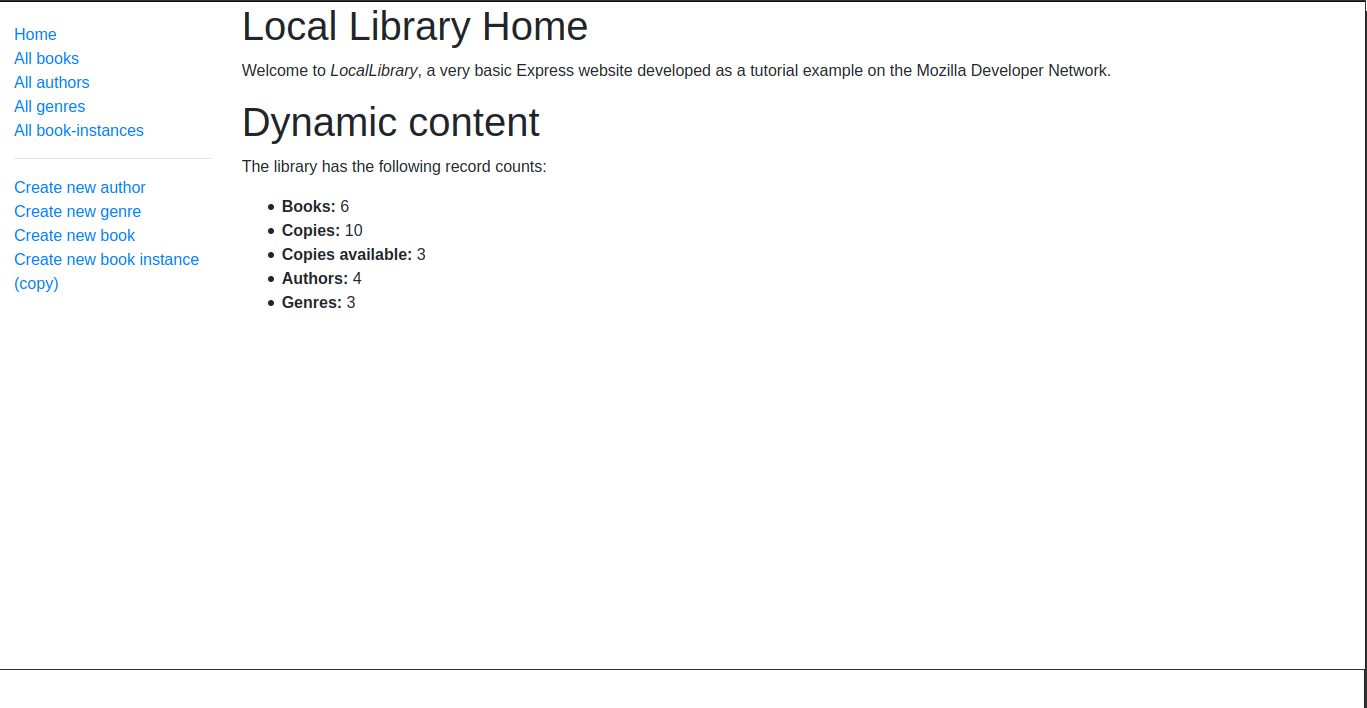 Home
All books
All authors
All genres
All book-instances
Create new author
Create new genre
Create new book
Create new book instance
(copy)
Local Library Home
Welcome to LocalLibrary, a very basic Express website developed as a tutorial example on the Mozilla Developer Network.
Dynamic content
The library has the following record counts:
Books: 6
Copies: 10
Copies available: 3
Authors: 4
Genres: 3